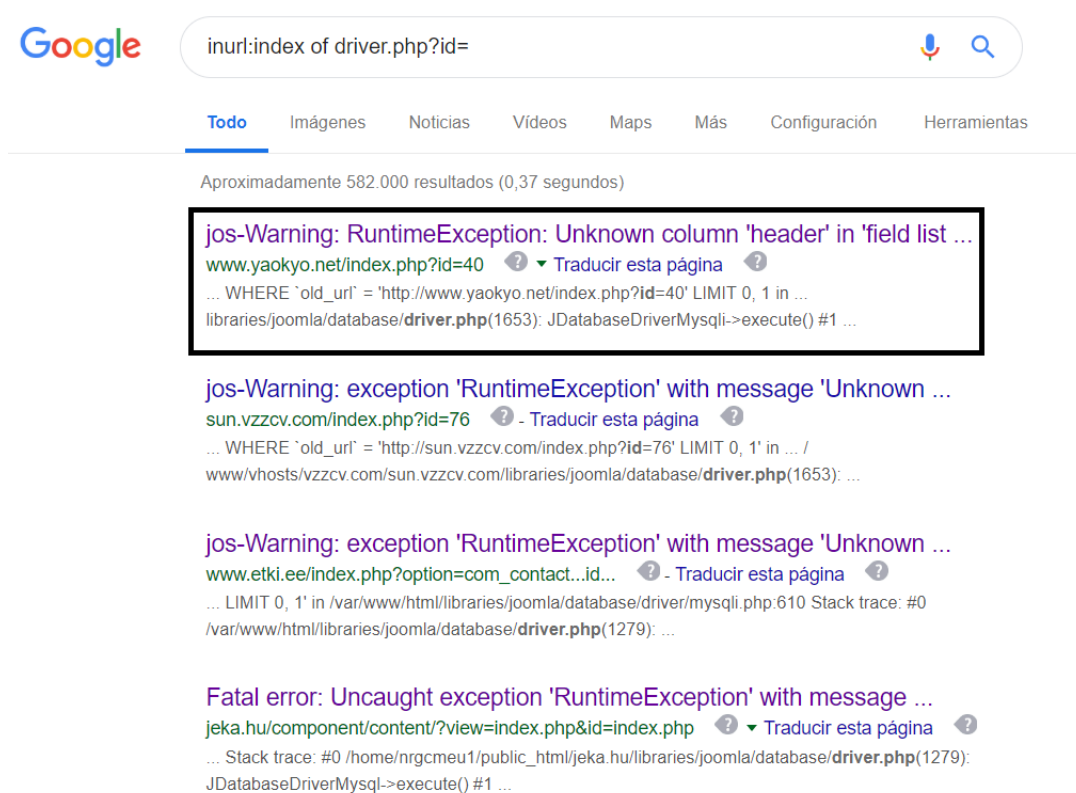 Google
inurl:index of driver.php?id=
Todo Imágenes Noticias Vídeos Maps Más Configuración Herramientas
Aproximadamente 582.000 resultados (0,37 segundos)
jos-Warning: RuntimeException: Unknown column 'header' in 'field list ...
www.yaokyo.net/index.php?id=40 ? Traducir esta página ?
... WHERE `old_url` = 'http://www.yaokyo.net/index.php?id=40' LIMIT 0, 1 in ...
libraries/joomla/database/driver.php(1653): JDatabaseDriverMysqli->execute() #1 ...
jos-Warning: exception 'RuntimeException' with message 'Unknown ...
sun.vzzcv.com/index.php?id=76 ? - Traducir esta página ?
... WHERE `old_url` = 'http://sun.vzzcv.com/index.php?id=76' LIMIT 0, 1' in ... /
www/vhosts/vzzcv.com/sun.vzzcv.com/libraries/joomla/database/driver.php(1653): ...
jos-Warning: exception 'RuntimeException' with message 'Unknown ...
www.etki.ee/index.php?option=com_contact...id... ? - Traducir esta página ?
... LIMIT 0, 1' in /var/www/html/libraries/joomla/database/driver/mysqli.php:610 Stack trace: #0
/var/www/html/libraries/joomla/database/driver.php(1279): ...
Fatal error: Uncaught exception 'RuntimeException' with message ...
jeka.hu/component/content/?view=index.php&id=index.php ? Traducir esta página ?
... Stack trace: #0 /home/nrgcmeu1/public_html/jeka.hu/libraries/joomla/database/driver.php(1279):
JDatabaseDriverMysql->execute() #1 ...